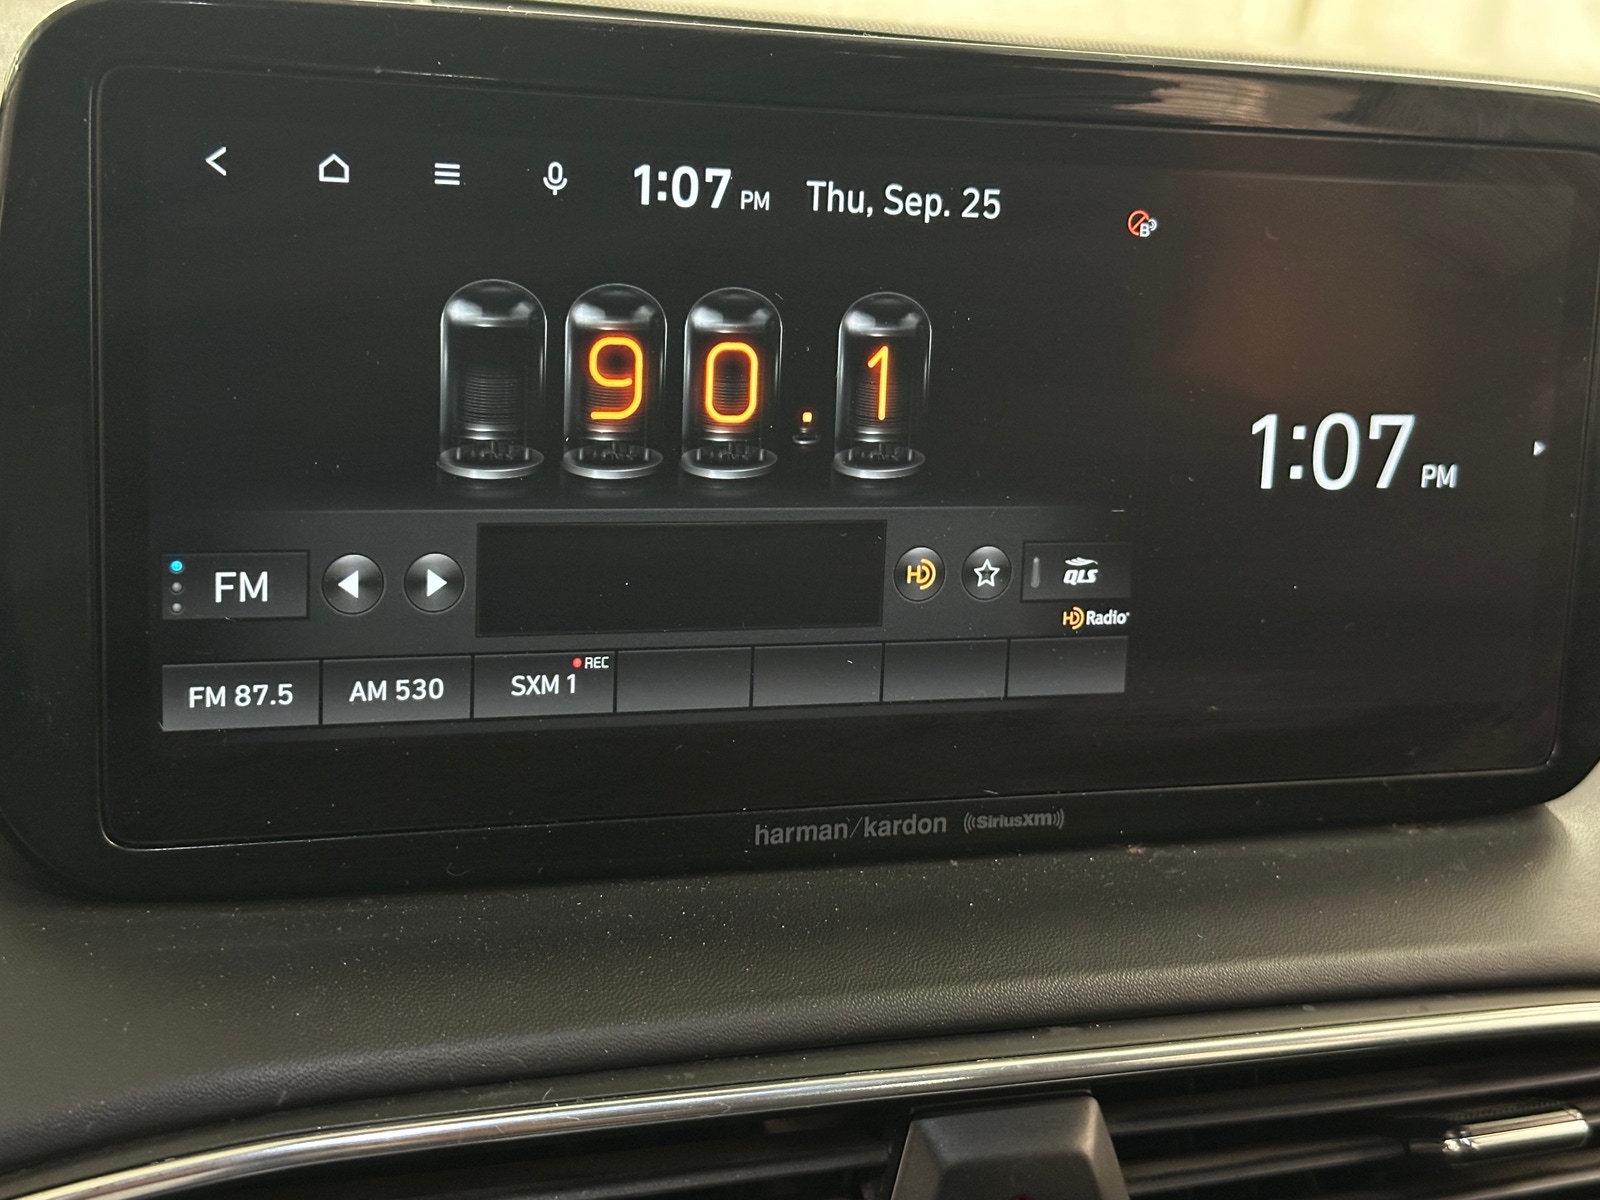 1:07 PM Thu, Sep. 25
B
90.1
1:07 PM
FM
HD
QLS
HD Radio
FM 87.5
AM 530
SXM 1
REC
harman/kardon
SiriusXM